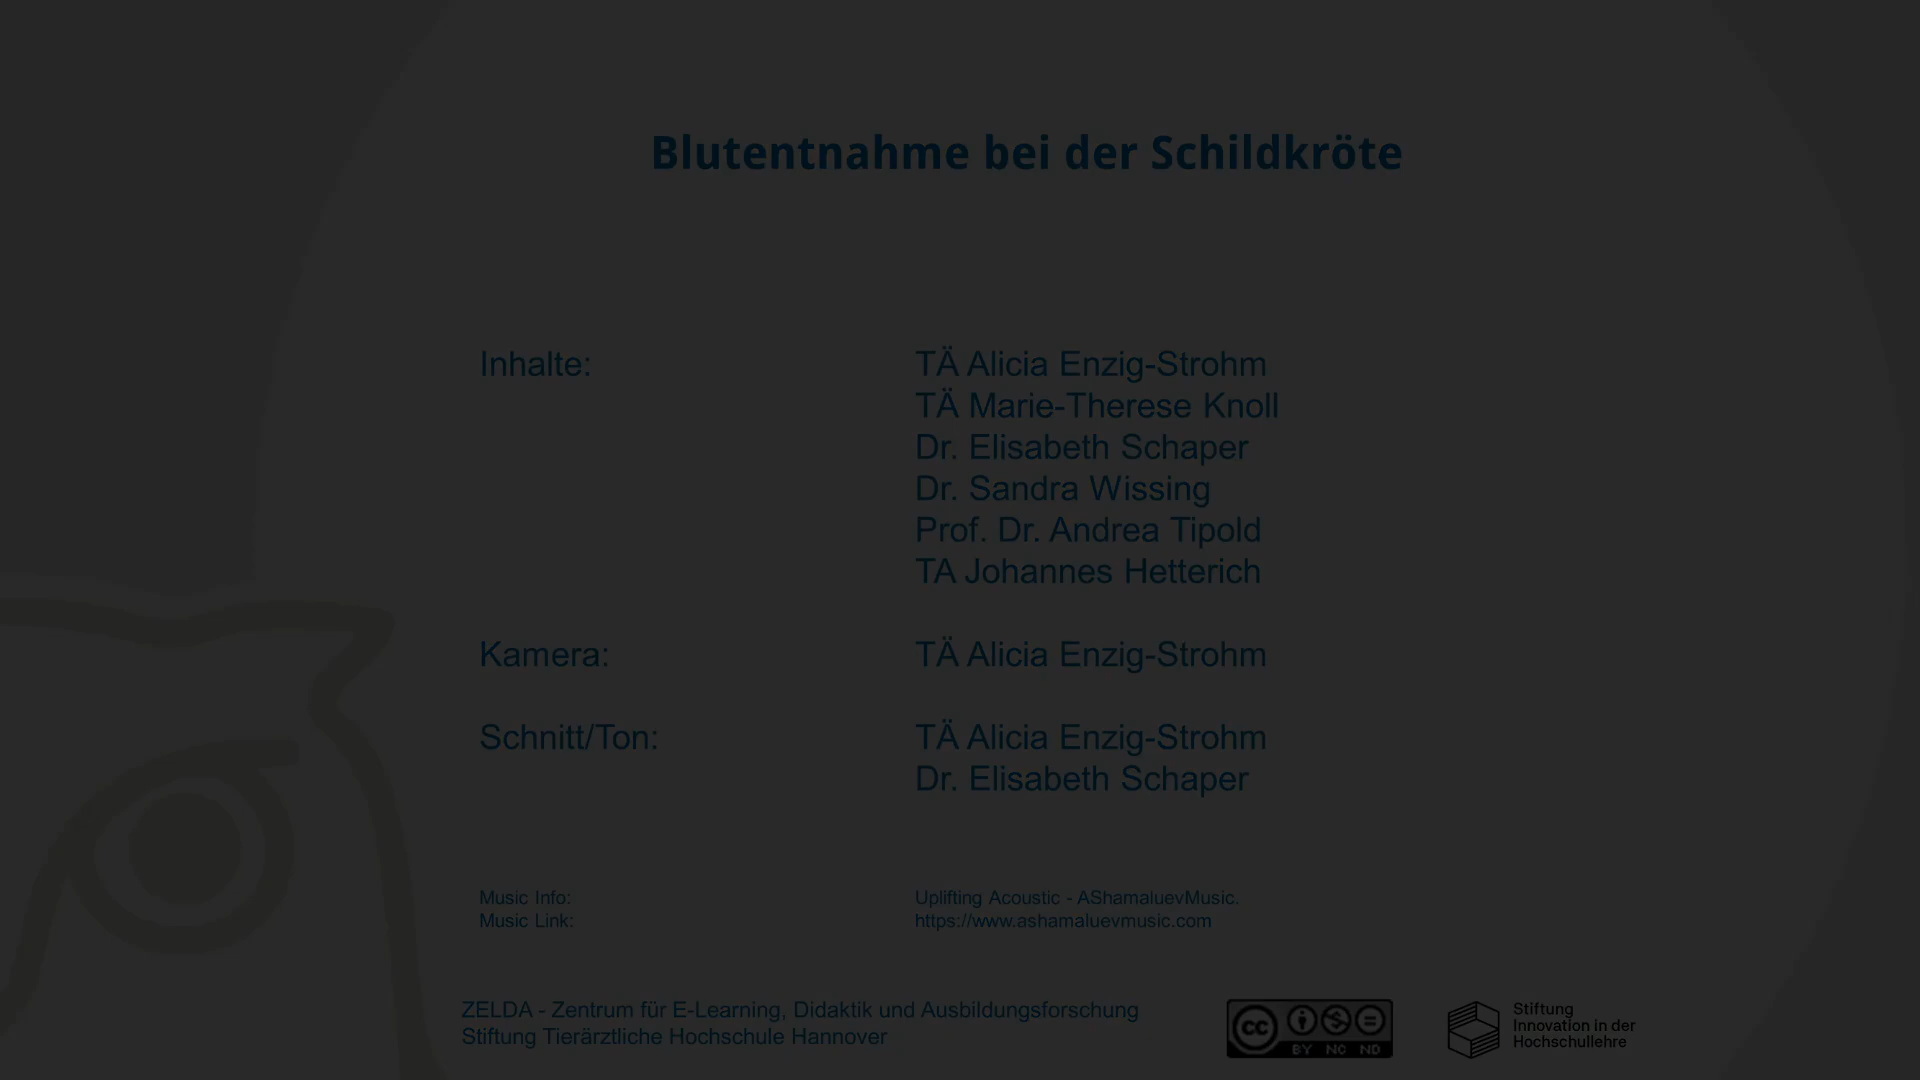 Blutentnahme bei der Schildkröte
Inhalte: TÄ Alicia Enzig-Strohm
TÄ Marie-Therese Knoll
Dr. Elisabeth Schaper
Dr. Sandra Wissing
Prof. Dr. Andrea Tipold
TA Johannes Hetterich
Kamera: TÄ Alicia Enzig-Strohm
Schnitt/Ton: TÄ Alicia Enzig-Strohm
Dr. Elisabeth Schaper
Music Info: Uplifting Acoustic - AShamaluevMusic.
Music Link: https://www.ashamaluevmusic.com
ZELDA - Zentrum für E-Learning, Didaktik und Ausbildungsforschung
Stiftung Tierärztliche Hochschule Hannover
cc BY NC ND
Stiftung
Innovation in der
Hochschullehre